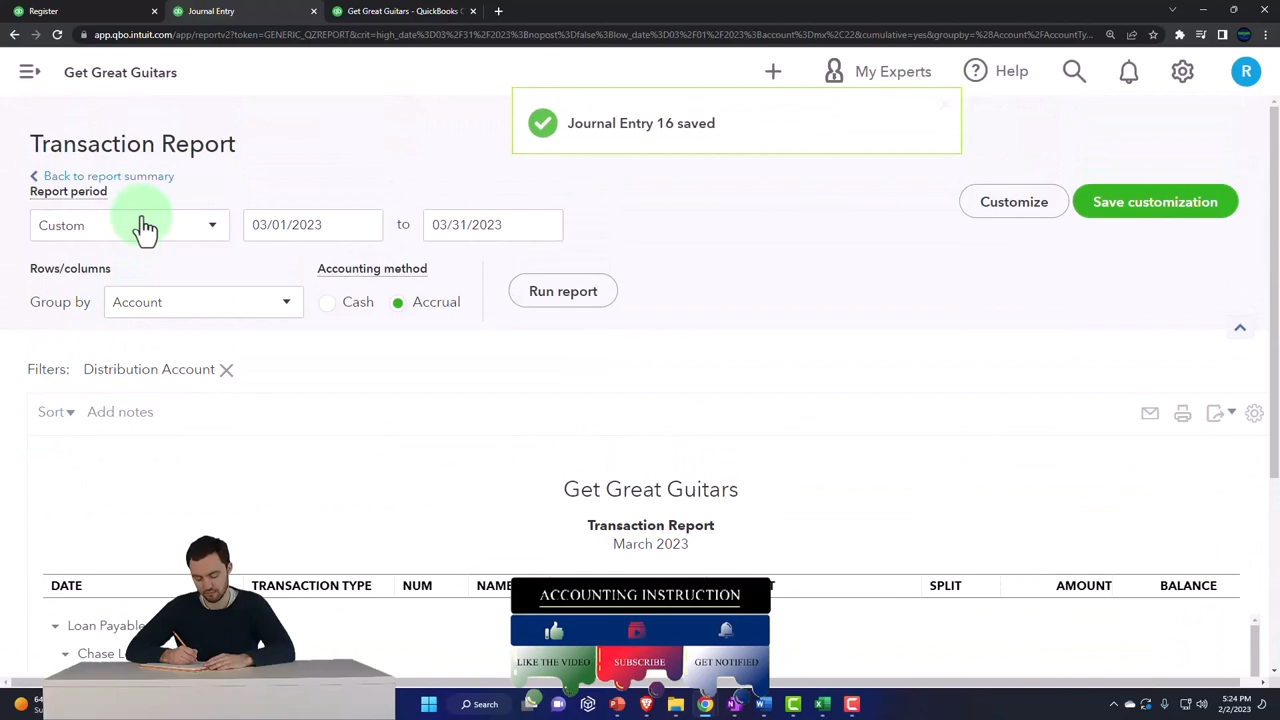 Register
Journal Entry
Get Great Guitars - QuickBooks C
app.qbo.intuit.com/app/reportv2?token=GENERIC_QZREPORT&crit=high_date%3D03%2F31%2F2023%3Bnopost%3Dfalse%3Blow_date%3D03%2F01%2F2023%3Baccount%3Dmx%2C22&cumulative=yes&groupby=%28Account%2FAccountTy...
Get Great Guitars
My Experts
Help
R
Journal Entry 16 saved
Transaction Report
Back to report summary
Report period
Custom
03/01/2023
to
03/31/2023
Customize
Save customization
Rows/columns
Accounting method
Group by
Account
Cash
Accrual
Run report
Filters: Distribution Account
Sort
Add notes
Get Great Guitars
Transaction Report
March 2023
DATE TRANSACTION TYPE NUM SPLIT AMOUNT BALANCE
ACCOUNTING INSTRUCTION
Loan Payable
Chase
LIKE THE VIDEO
SUBSCRIBE
GET NOTIFIED
Search
5:24 PM
2/2/2023